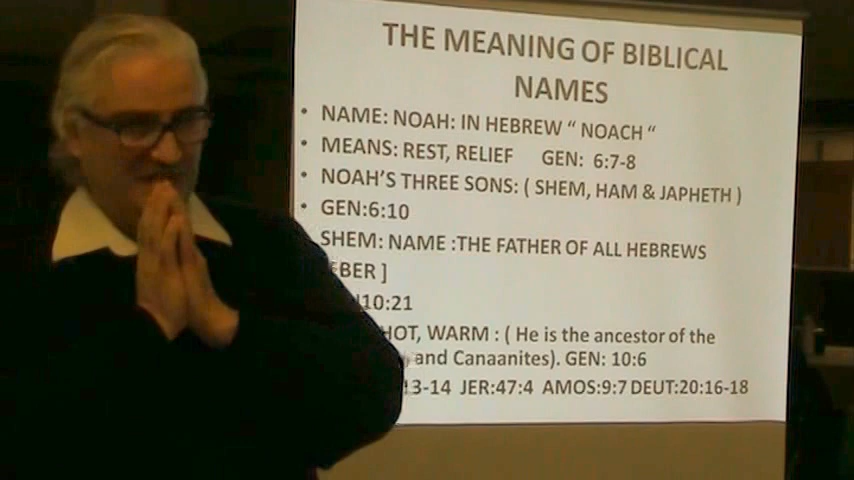 THE MEANING OF BIBLICAL
NAMES
• NAME: NOAH: IN HEBREW “ NOACH “
• MEANS: REST, RELIEF GEN: 6:7-8
• NOAH’S THREE SONS: ( SHEM, HAM & JAPHETH )
• GEN:6:10
SHEM: NAME :THE FATHER OF ALL HEBREWS
EBER ]
10:21
HOT, WARM : ( He is the ancestor of the
and Canaanites). GEN: 10:6
13-14 JER:47:4 AMOS:9:7 DEUT:20:16-18